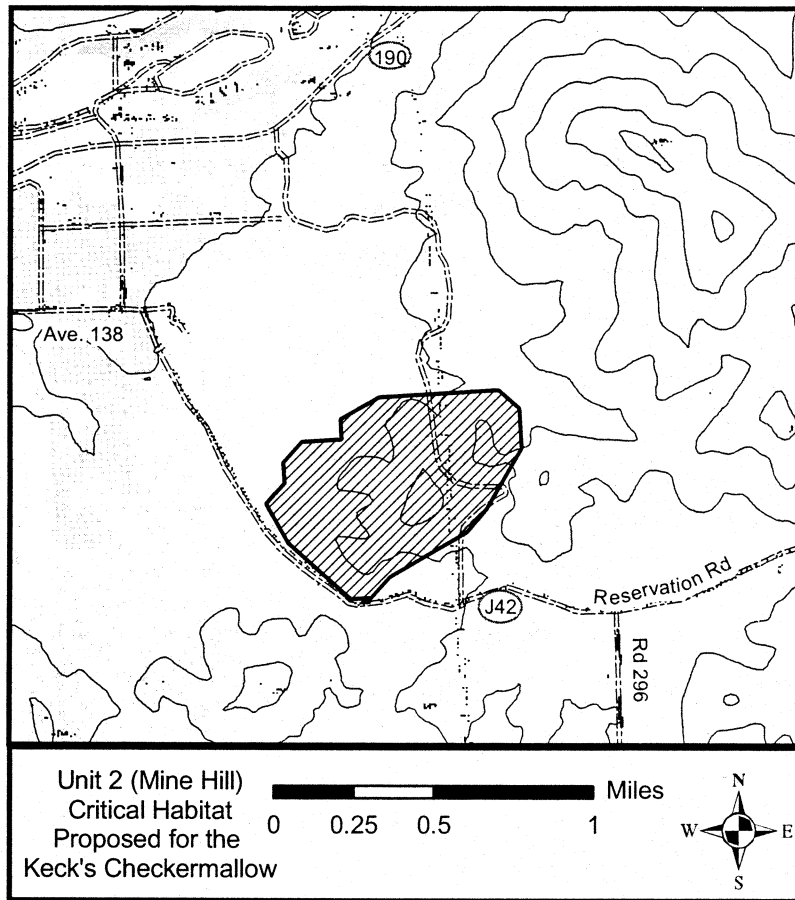 190
Ave. 138
Reservation Rd
J42
Rd 296
Unit 2 (Mine Hill)
Critical Habitat
Proposed for the
Keck's Checkermallow
Miles
0 0.25 0.5 1
N
W E
S